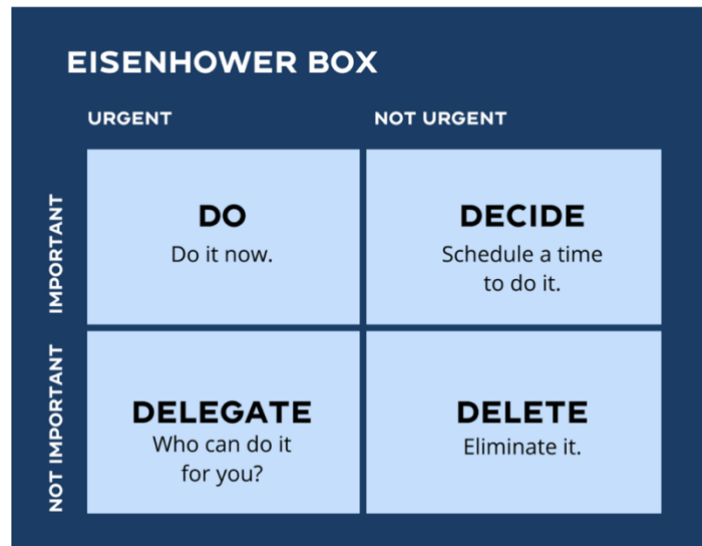 EISENHOWER BOX
URGENT
NOT URGENT
IMPORTANT
DO
Do it now.
DECIDE
Schedule a time
to do it.
NOT IMPORTANT
DELEGATE
Who can do it
for you?
DELETE
Eliminate it.